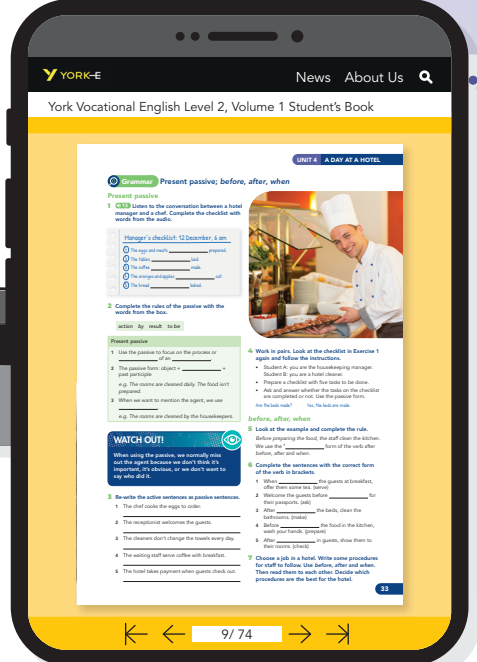 YORK-E
News About Us
York Vocational English Level 2, Volume 1 Student's Book
UNIT 4 A DAY AT A HOTEL
Grammar Present passive; before, after, when
Present passive
1 Listen to the conversation between a hotel
manager and a chef. Complete the checklist with
words from the audio.
Manager's checklist: 12 December, 6 am
1 The eggs and meats ____ prepared.
2 The tables ____ laid.
3 The coffee ____ made.
4 The oranges and apples ____ cut.
5 The bread ____ baked.
2 Complete the rules of the passive with the
words from the box.
action by result to be
Present passive
1 Use the passive to focus on the process or
____ of an ____.
2 The passive form: object + ____ +
past participle
e.g. The rooms are cleaned daily. The food isn't
prepared.
3 When we want to mention the agent, we use
____.
e.g. The rooms are cleaned by the housekeepers.
WATCH OUT!
When using the passive, we normally miss
out the agent because we don't think it's
important, it's obvious, or we don't want to
say who did it.
3 Re-write the active sentences as passive sentences.
1 The chef cooks the eggs to order.
2 The receptionist welcomes the guests.
3 The cleaners don't change the towels every day.
4 The waiting staff serve coffee with breakfast.
5 The hotel takes payment when guests check out.
4 Work in pairs. Look at the checklist in Exercise 1
again and follow the instructions.
• Student A: you are the housekeeping manager.
Student B: you are a hotel cleaner.
• Prepare a checklist with five tasks to be done.
• Ask and answer whether the tasks on the checklist
are completed or not. Use the passive form.
Are the beds made? Yes, the beds are made.
before, after, when
5 Look at the example and complete the rule.
Before preparing the food, the staff clean the kitchen.
We use the ____ form of the verb after
before, after and when.
6 Complete the sentences with the correct form
of the verb in brackets.
1 When ____ the guests at breakfast,
offer them some tea. (serve)
2 Welcome the guests before ____ for
their passports. (ask)
3 After ____ the beds, clean the
bathrooms. (make)
4 Before ____ the food in the kitchen,
wash your hands. (prepare)
5 After ____ in guests, show them to
their rooms. (check)
7 Choose a job in a hotel. Write some procedures
for staff to follow. Use before, after and when.
Then read them to each other. Decide which
procedures are the best for the hotel.
33
9/ 74